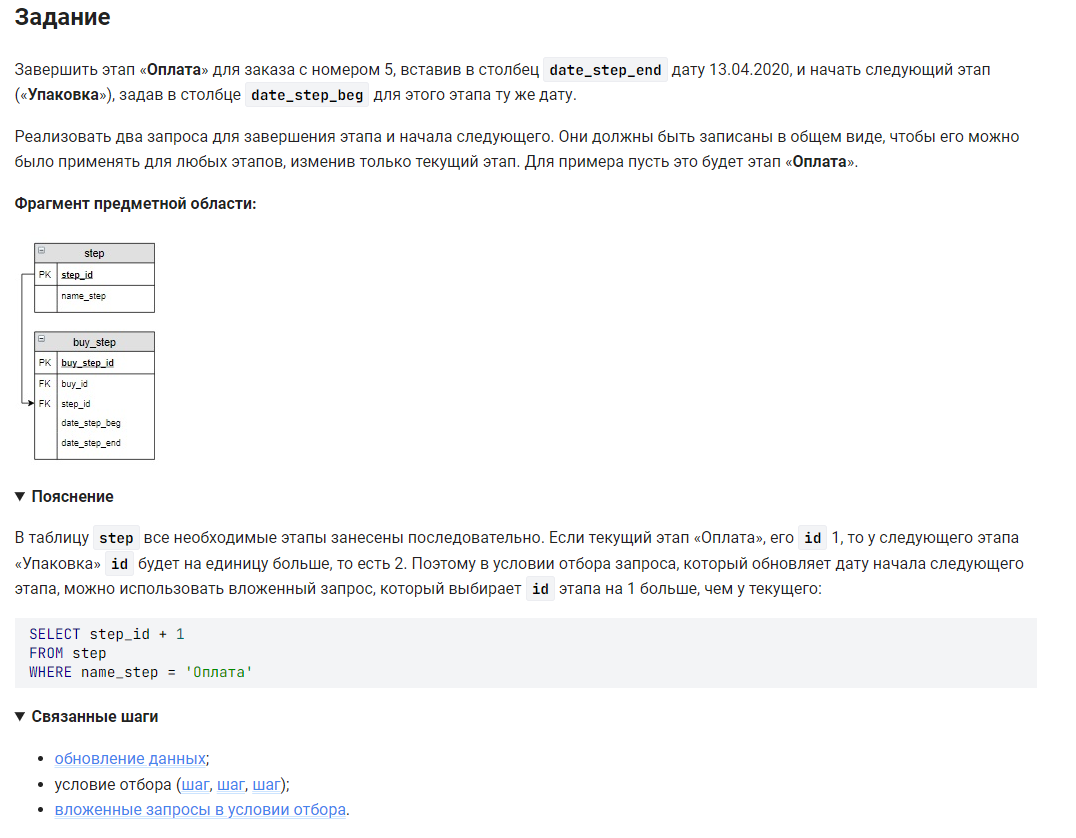 Задание
Завершить этап «Оплата» для заказа с номером 5, вставив в столбец date_step_end дату 13.04.2020, и начать следующий этап
(«Упаковка»), задав в столбце date_step_beg для этого этапа ту же дату.
Реализовать два запроса для завершения этапа и начала следующего. Они должны быть записаны в общем виде, чтобы его можно
было применять для любых этапов, изменив только текущий этап. Для примера пусть это будет этап «Оплата».
Фрагмент предметной области:
step
PK step_id
name_step
buy_step
PK buy_step_id
FK buy_id
FK step_id
date_step_beg
date_step_end
Пояснение
В таблицу step все необходимые этапы занесены последовательно. Если текущий этап «Оплата», его id 1, то у следующего этапа
«Упаковка» id будет на единицу больше, то есть 2. Поэтому в условии отбора запроса, который обновляет дату начала следующего
этапа, можно использовать вложенный запрос, который выбирает id этапа на 1 больше, чем у текущего:
SELECT step_id + 1
FROM step
WHERE name_step = 'Оплата'
Связанные шаги
• обновление данных;
• условие отбора (шаг, шаг, шаг);
• вложенные запросы в условии отбора.